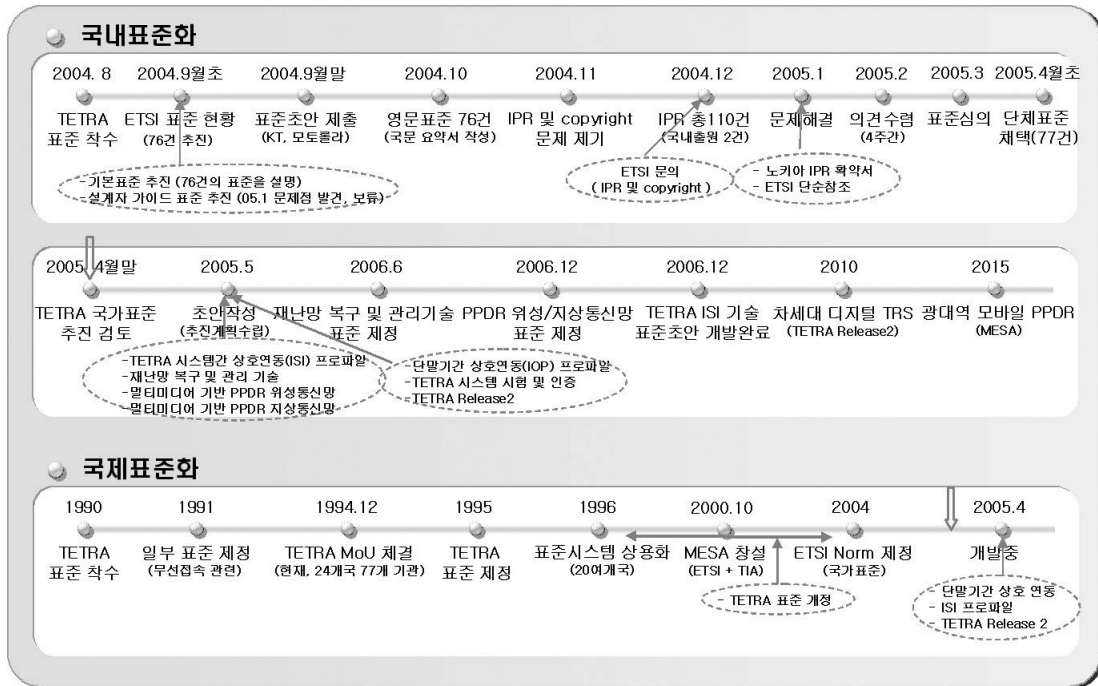 국내표준화
2004. 8 2004.9월초 2004.9월말 2004.10 2004.11 2004.12 2005.1 2005.2 2005.3 2005.4월초
TETRA ETSI 표준 현황 표준초안 제출 영문표준 76건 IPR 및 copyright IPR 총110건 문제해결 의견수렴 표준심의 단체표준
표준 착수 (76건 추진) (KT, 모토롤라) (국문 요약서 작성) 문제 제기 (국내출원 2건) (4주간) 채택(77건)
-기본표준 추진 (76건의 표준을 설명)
-설계자 가이드 표준 추진 (05.1 문제점 발견, 보류)
ETSI 문의
( IPR 및 copyright )
- 노키아 IPR 확약서
- ETSI 단순참조
2005. 4월말 2005.5 2006.6 2006.12 2006.12 2010 2015
TETRA 국가표준 초안작성 재난망 복구 및 관리기술 PPDR 위성/지상통신망 TETRA ISI 기술 차세대 디지털 TRS 광대역 모바일 PPDR
추진 검토 (추진계획수립) 표준 제정 표준 제정 표준초안 개발완료 (TETRA Release2) (MESA)
-TETRA 시스템간 상호연동(ISI) 프로파일
-재난망 복구 및 관리 기술
-멀티미디어 기반 PPDR 위성통신망
-멀티미디어 기반 PPDR 지상통신망
-단말기간 상호연동(IOP) 프로파일
-TETRA 시스템 시험 및 인증
-TETRA Release2
국제표준화
1990 1991 1994.12 1995 1996 2000.10 2004 2005.4
TETRA 일부 표준 제정 TETRA MoU 체결 TETRA 표준시스템 상용화 MESA 창설 ETSI Norm 제정 개발중
표준 착수 (무선접속 관련) (현재, 24개국 77개 기관) 표준 제정 (20여개국) (ETSI + TIA) (국가표준)
- TETRA 표준 개정
- 단말기간 상호 연동
- ISI 프로파일
- TETRA Release 2